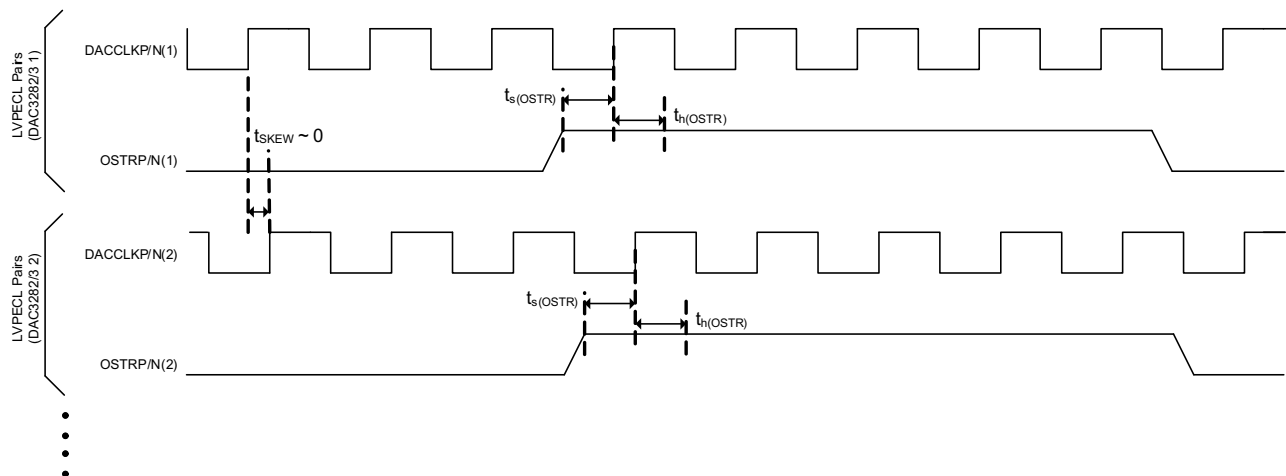 LVPECL Pairs
(DAC3282/3 1)
DACCLKP/N(1)
ts(OSTR)
th(OSTR)
tSKEW ~ 0
OSTRP/N(1)
LVPECL Pairs
(DAC3282/3 2)
DACCLKP/N(2)
ts(OSTR)
th(OSTR)
OSTRP/N(2)